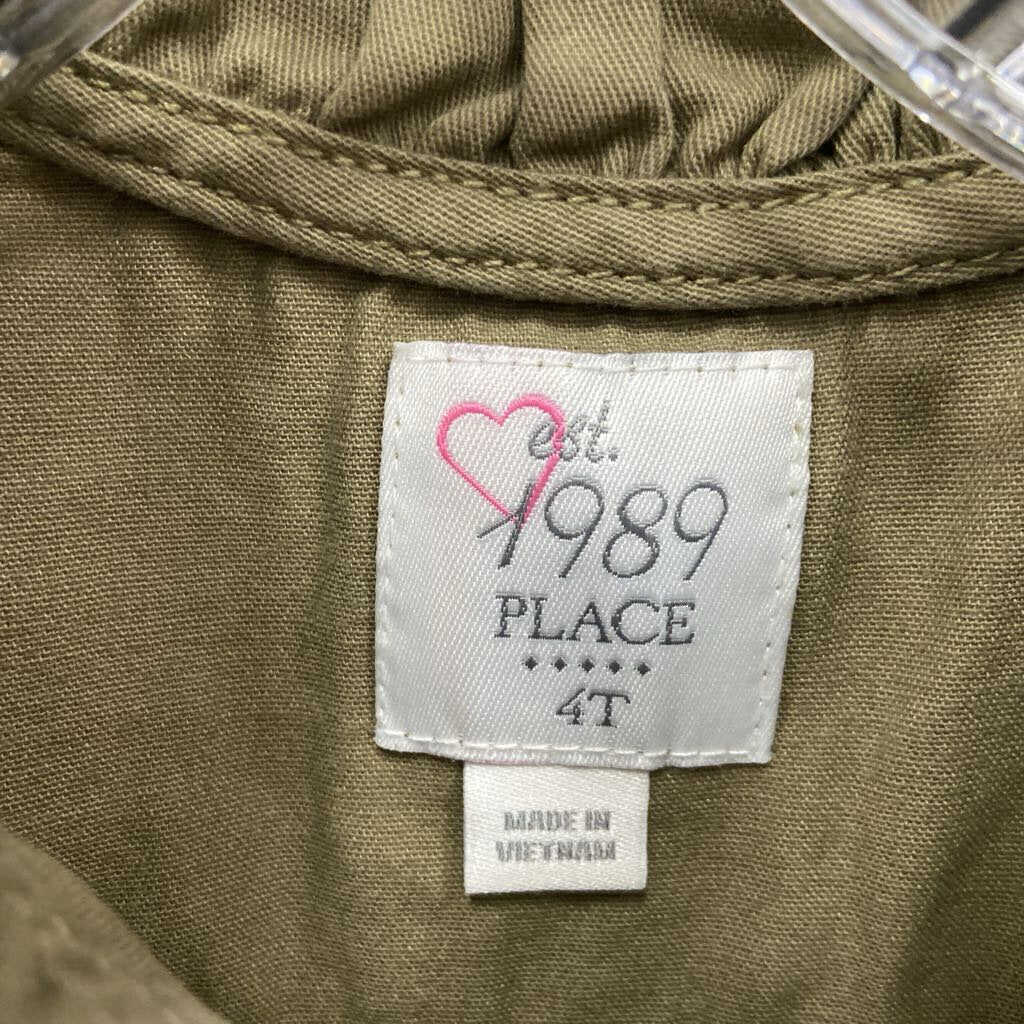 est.
1989
PLACE
4T
MADE IN
VIETNAM